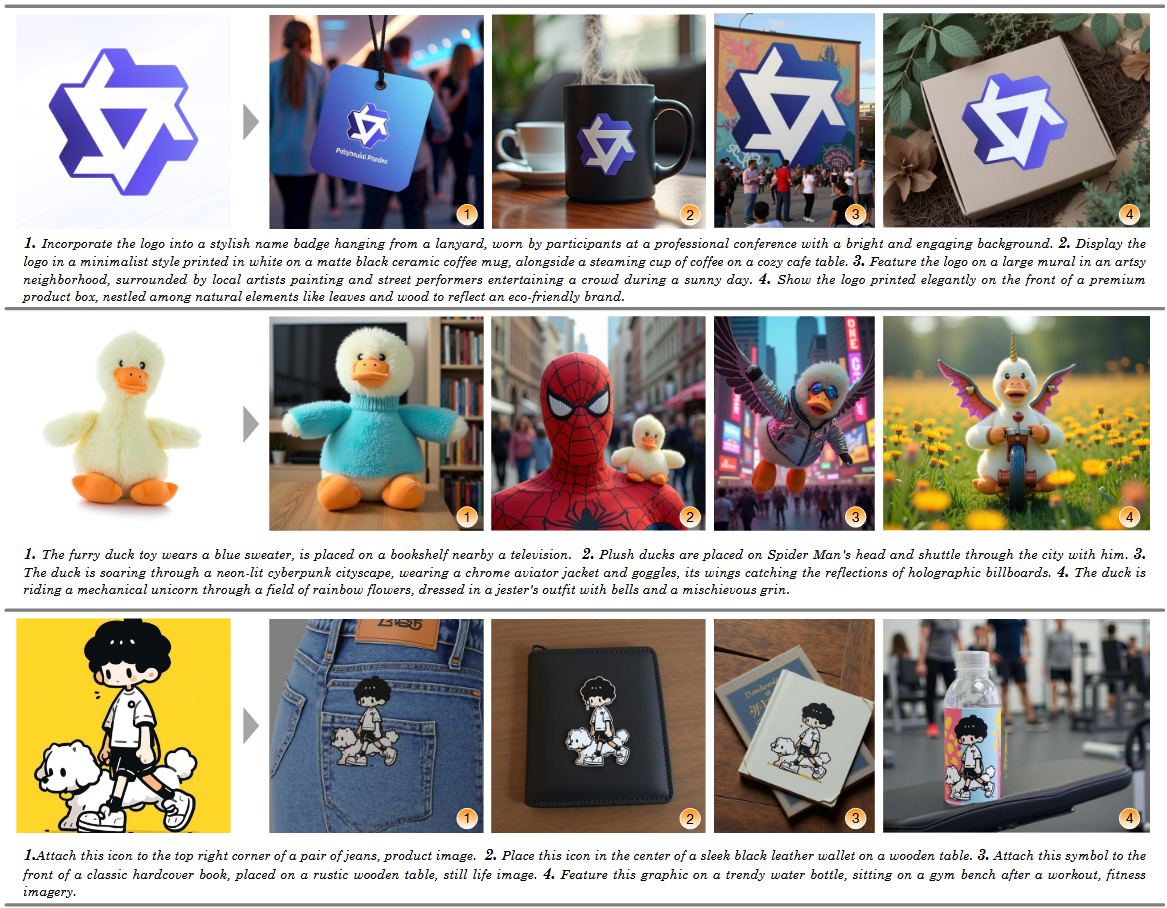 1
2
3
4
1. Incorporate the logo into a stylish name badge hanging from a lanyard, worn by participants at a professional conference with a bright and engaging background. 2. Display the
logo in a minimalist style printed in white on a matte black ceramic coffee mug, alongside a steaming cup of coffee on a cozy cafe table. 3. Feature the logo on a large mural in an artsy
neighborhood, surrounded by local artists painting and street performers entertaining a crowd during a sunny day. 4. Show the logo printed elegantly on the front of a premium
product box, nestled among natural elements like leaves and wood to reflect an eco-friendly brand.
ONE
1
2
3
4
1. The furry duck toy wears a blue sweater, is placed on a bookshelf nearby a television. 2. Plush ducks are placed on Spider Man's head and shuttle through the city with him. 3.
The duck is soaring through a neon-lit cyberpunk cityscape, wearing a chrome aviator jacket and goggles, its wings catching the reflections of holographic billboards. 4. The duck is
riding a mechanical unicorn through a field of rainbow flowers, dressed in a jester's outfit with bells and a mischievous grin.
1
2
3
4
1.Attach this icon to the top right corner of a pair of jeans, product image. 2. Place this icon in the center of a sleek black leather wallet on a wooden table. 3. Attach this symbol to the
front of a classic hardcover book, placed on a rustic wooden table, still life image. 4. Feature this graphic on a trendy water bottle, sitting on a gym bench after a workout, fitness
imagery.